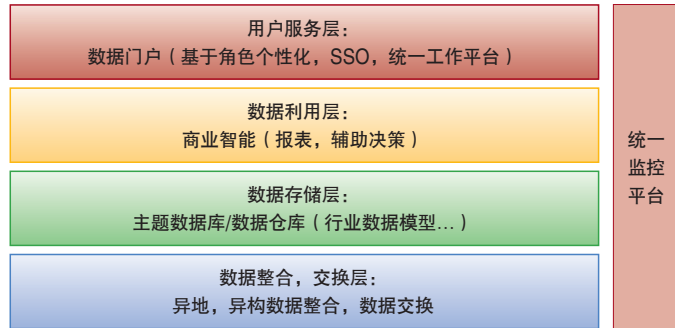 用户服务层：
数据门户（基于角色个性化，SSO，统一工作平台）
数据利用层：
商业智能（报表，辅助决策）
数据存储层：
主题数据库/数据仓库（行业数据模型...）
数据整合，交换层：
异地，异构数据整合，数据交换
统一
监控
平台